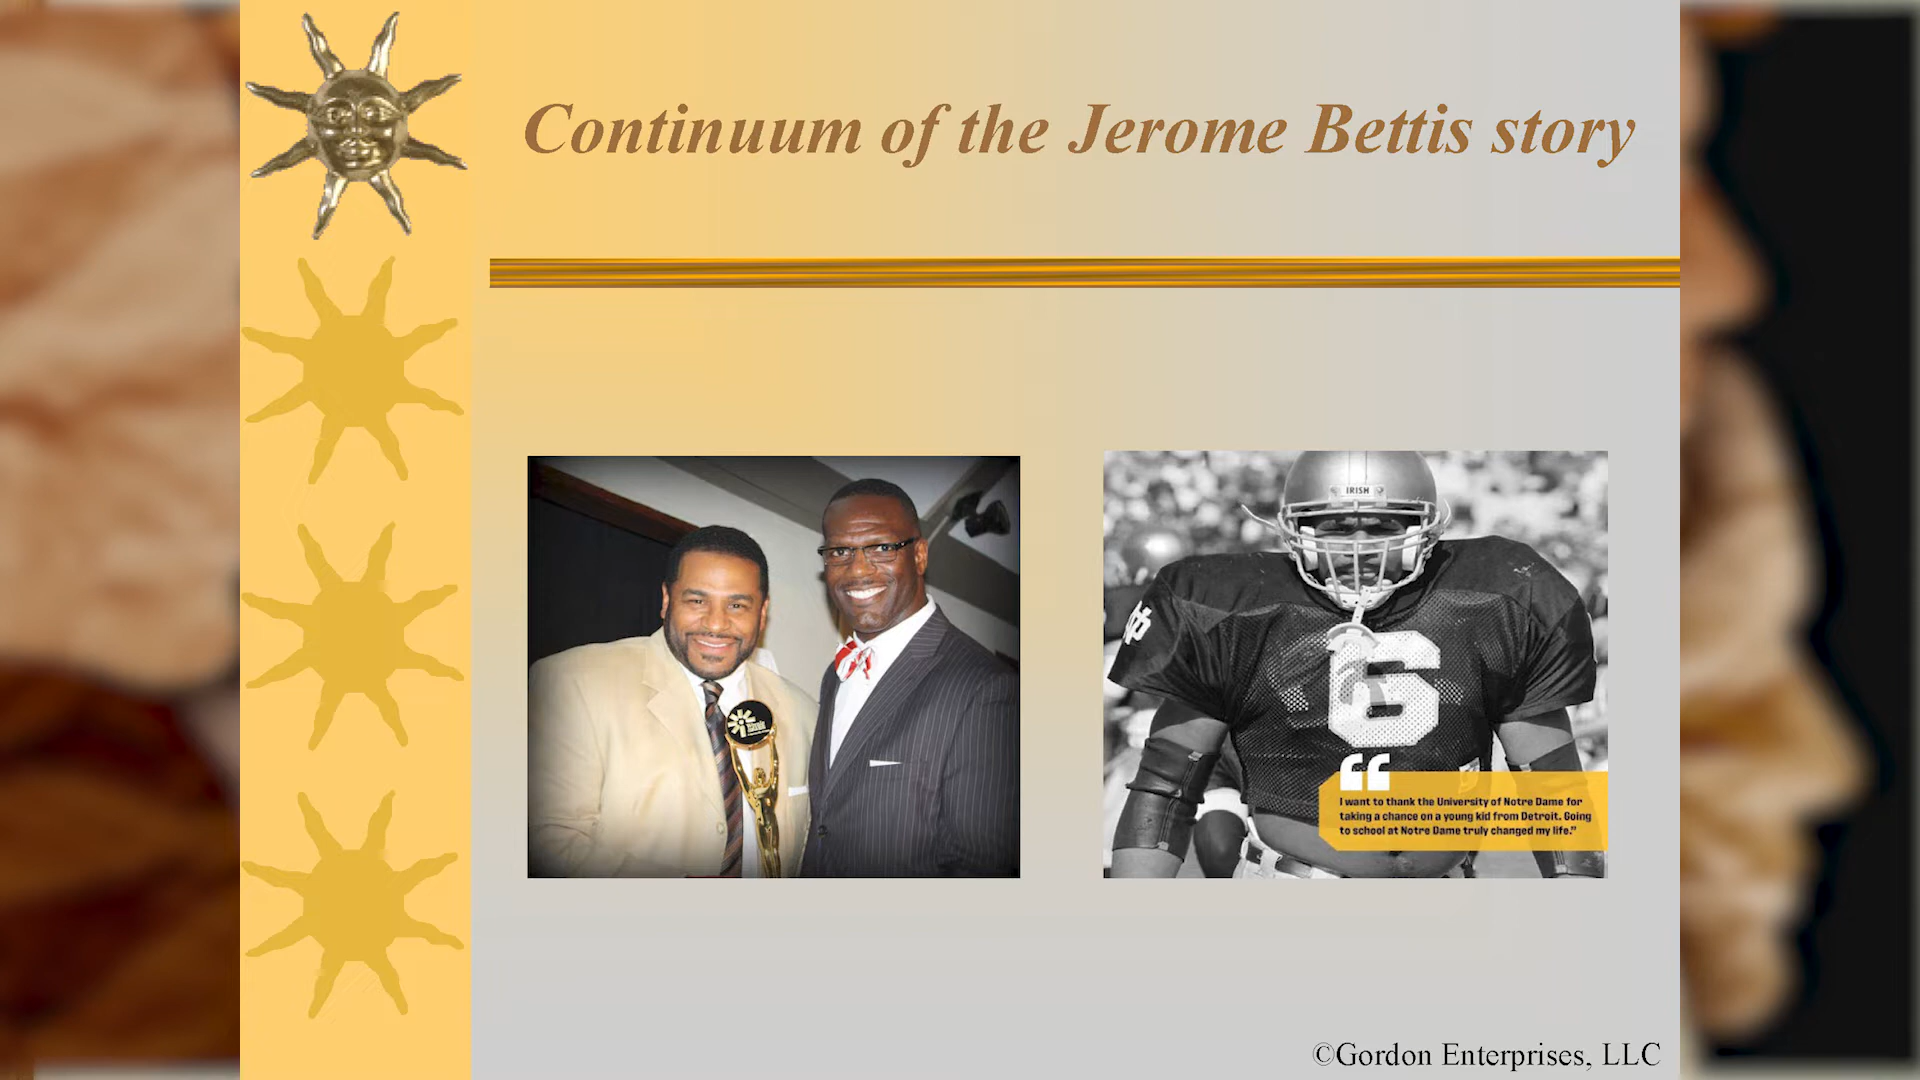 Continuum of the Jerome Bettis story
IRISH
6
“
I want to thank the University of Notre Dame for
taking a chance on a young kid from Detroit. Going
to school at Notre Dame truly changed my life.”
©Gordon Enterprises, LLC